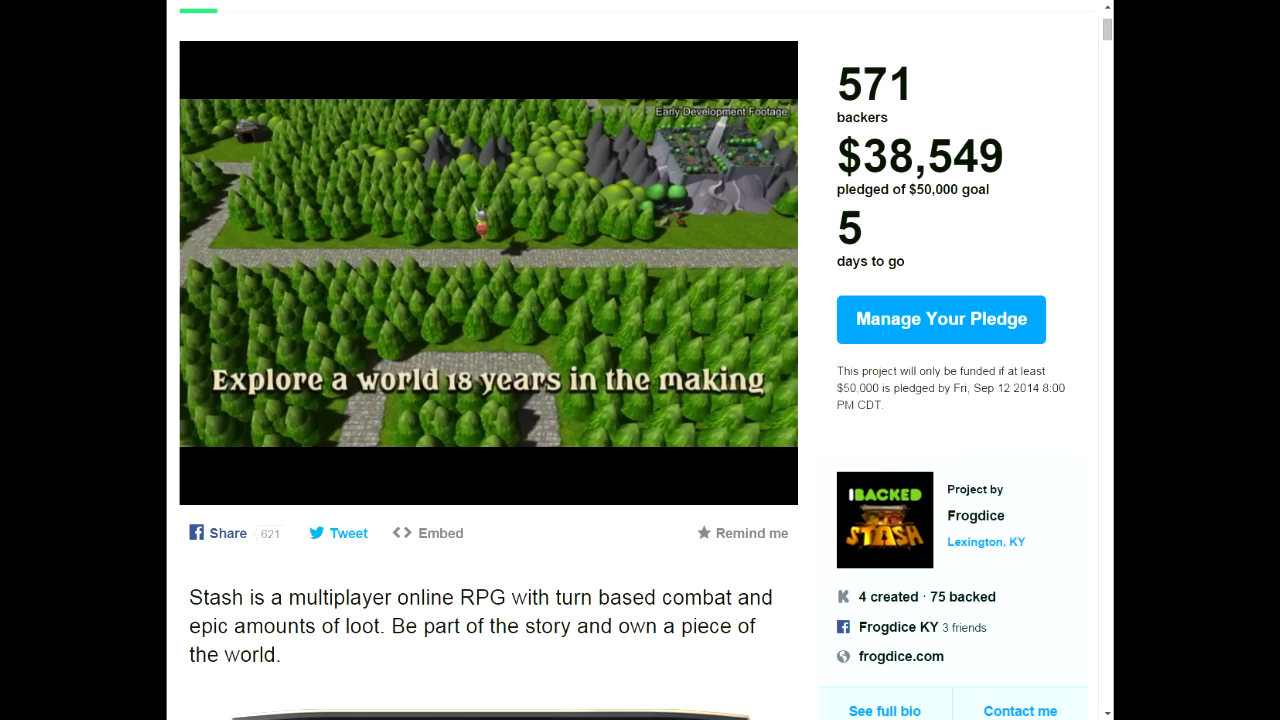 Early Development Footage
Explore a world 18 years in the making
Share 621 Tweet Embed Remind me
Stash is a multiplayer online RPG with turn based combat and
epic amounts of loot. Be part of the story and own a piece of
the world.
571
backers
$38,549
pledged of $50,000 goal
5
days to go
Manage Your Pledge
This project will only be funded if at least
$50,000 is pledged by Fri, Sep 12 2014 8:00
PM CDT.
I BACKED
STASH
Project by
Frogdice
Lexington, KY
4 created · 75 backed
Frogdice KY 3 friends
frogdice.com
See full bio Contact me